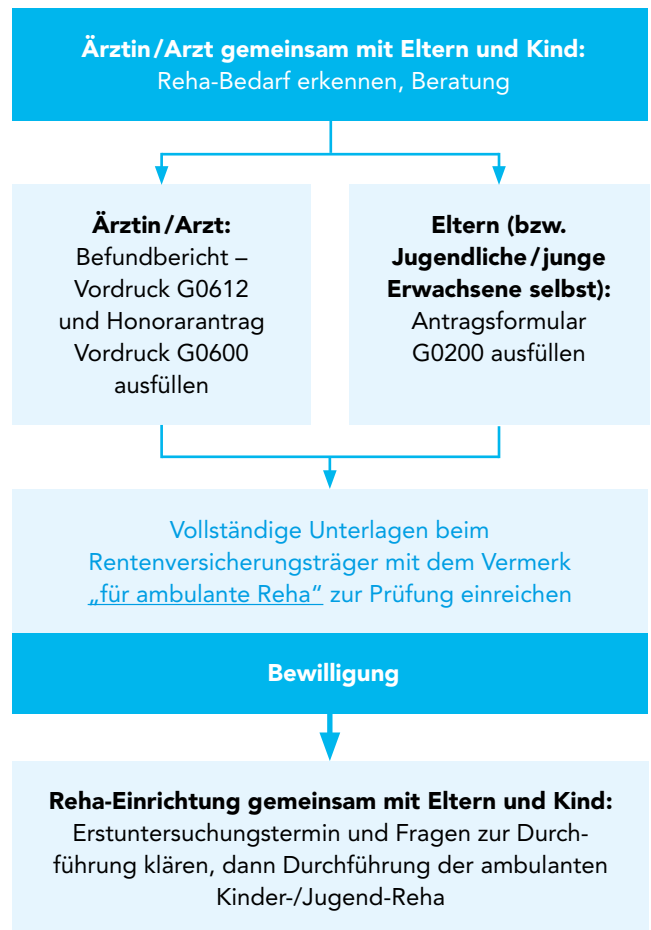 Ärztin/Arzt gemeinsam mit Eltern und Kind:
Reha-Bedarf erkennen, Beratung
Ärztin/Arzt:
Befundbericht –
Vordruck G0612
und Honorarantrag
Vordruck G0600
ausfüllen
Eltern (bzw.
Jugendliche/junge
Erwachsene selbst):
Antragsformular
G0200 ausfüllen
Vollständige Unterlagen beim
Rentenversicherungsträger mit dem Vermerk
„für ambulante Reha“ zur Prüfung einreichen
Bewilligung
Reha-Einrichtung gemeinsam mit Eltern und Kind:
Erstuntersuchungstermin und Fragen zur Durch-
führung klären, dann Durchführung der ambulanten
Kinder-/Jugend-Reha